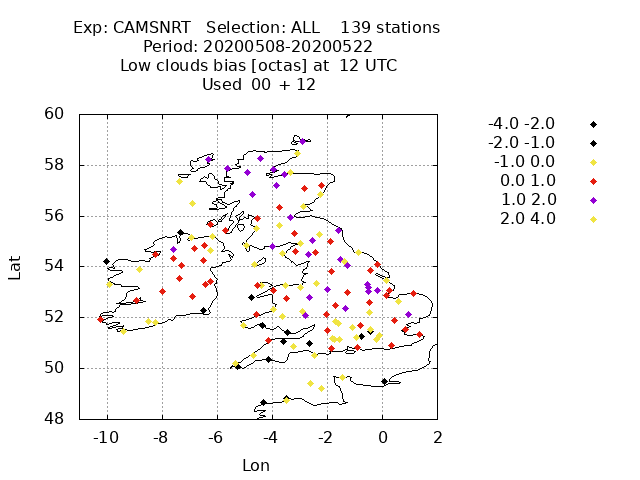 Exp: CAMSNRT   Selection: ALL    139 stations
Period: 20200508-20200522
Low clouds bias [octas] at  12 UTC
Used  00 + 12
-4.0 -2.0
-2.0 -1.0
-1.0 0.0
0.0 1.0
1.0 2.0
2.0 4.0
60
58
56
54
52
50
48
Lat
-10 -8 -6 -4 -2 0 2
Lon